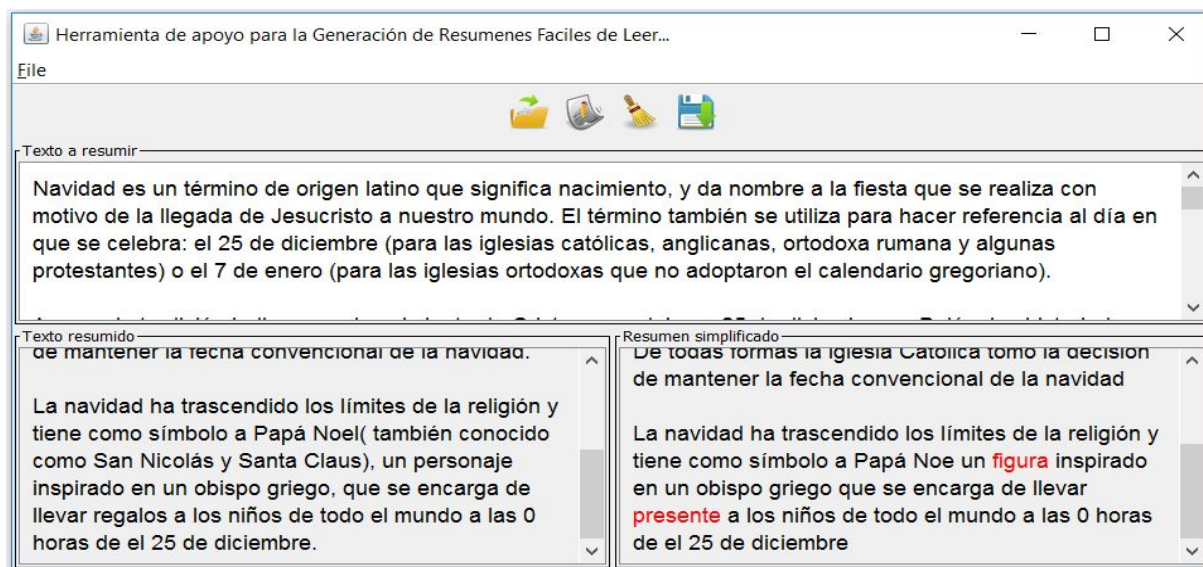 Herramienta de apoyo para la Generación de Resumenes Faciles de Leer...
File
Texto a resumir
Navidad es un término de origen latino que significa nacimiento, y da nombre a la fiesta que se realiza con
motivo de la llegada de Jesucristo a nuestro mundo. El término también se utiliza para hacer referencia al día en
que se celebra: el 25 de diciembre (para las iglesias católicas, anglicanas, ortodoxa rumana y algunas
protestantes) o el 7 de enero (para las iglesias ortodoxas que no adoptaron el calendario gregoriano).
Texto resumido
de mantener la fecha convencional de la navidad.
La navidad ha trascendido los límites de la religión y
tiene como símbolo a Papá Noel( también conocido
como San Nicolás y Santa Claus), un personaje
inspirado en un obispo griego, que se encarga de
llevar regalos a los niños de todo el mundo a las 0
horas de el 25 de diciembre.
Resumen simplificado
De todas formas la iglesia Católica tomó la decisión
de mantener la fecha convencional de la navidad
La navidad ha trascendido los límites de la religión y
tiene como símbolo a Papá Noe un figura inspirado
en un obispo griego que se encarga de llevar
presente a los niños de todo el mundo a las 0 horas
de el 25 de diciembre